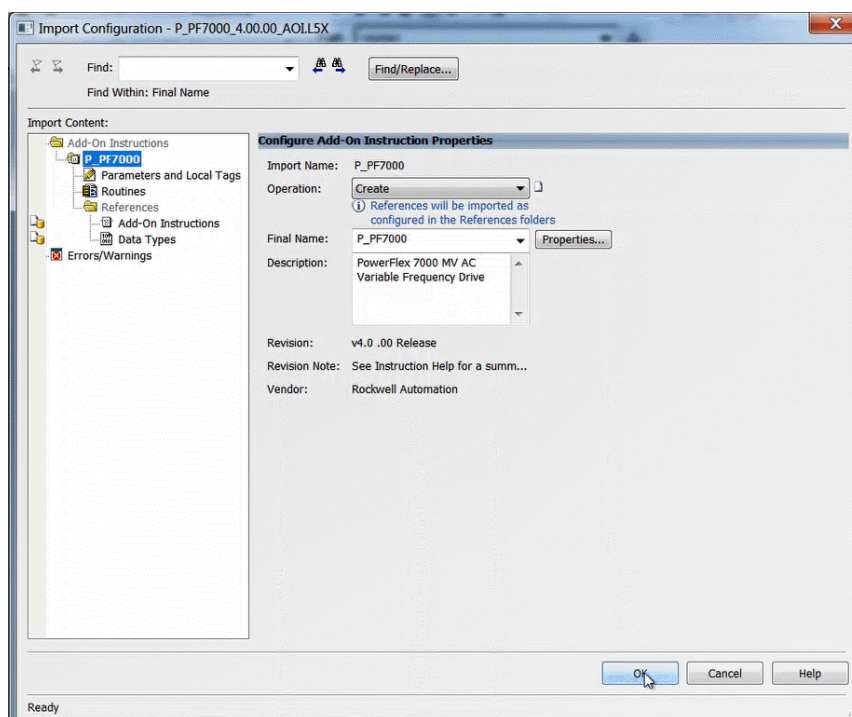 Import Configuration - P_PF7000_4.00.00_AOI.L5X
Find:
Find/Replace...
Find Within: Final Name
Import Content:
Add-On Instructions
P_PF7000
Parameters and Local Tags
Routines
References
Add-On Instructions
Data Types
Errors/Warnings
Configure Add-On Instruction Properties
Import Name: P_PF7000
Operation: Create
References will be imported as
configured in the References folders
Final Name: P_PF7000 Properties...
Description: PowerFlex 7000 MV AC
Variable Frequency Drive
Revision: v4.0 .00 Release
Revision Note: See Instruction Help for a summ...
Vendor: Rockwell Automation
OK Cancel Help
Ready